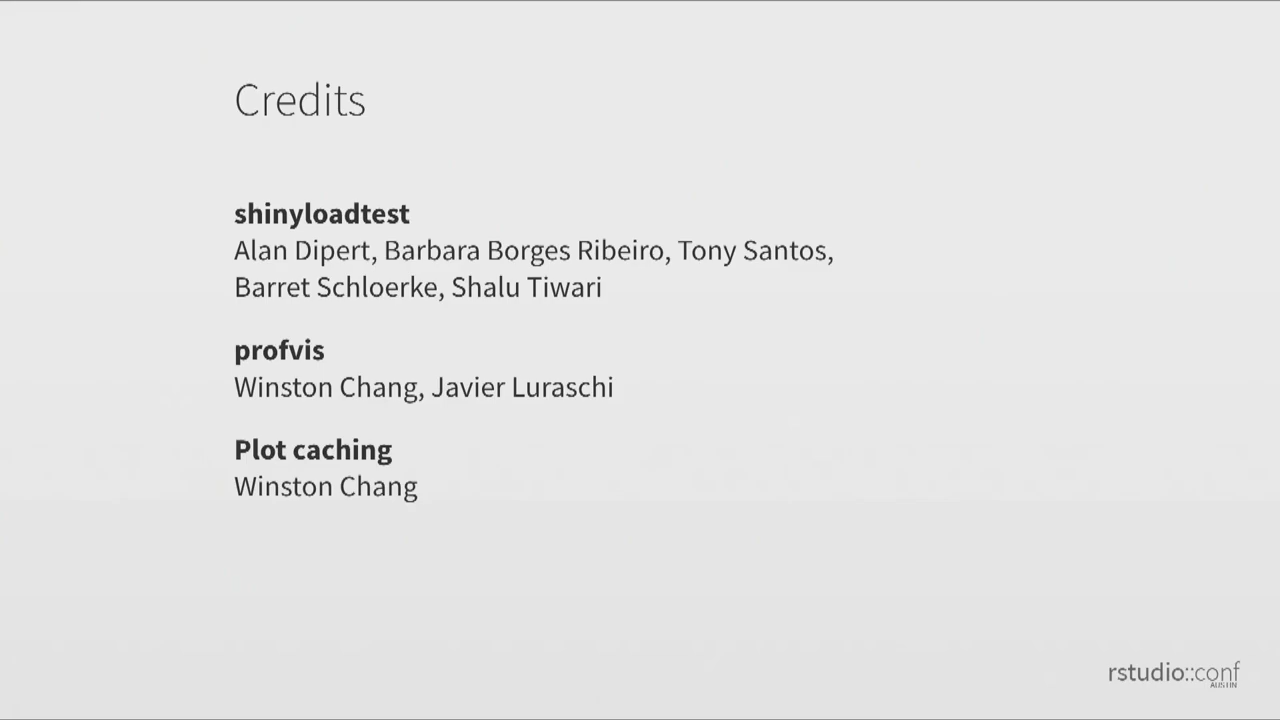 Credits
shinyloadtest
Alan Dipert, Barbara Borges Ribeiro, Tony Santos,
Barret Schloerke, Shalu Tiwari
profvis
Winston Chang, Javier Luraschi
Plot caching
Winston Chang
rstudio::conf
AUSTIN